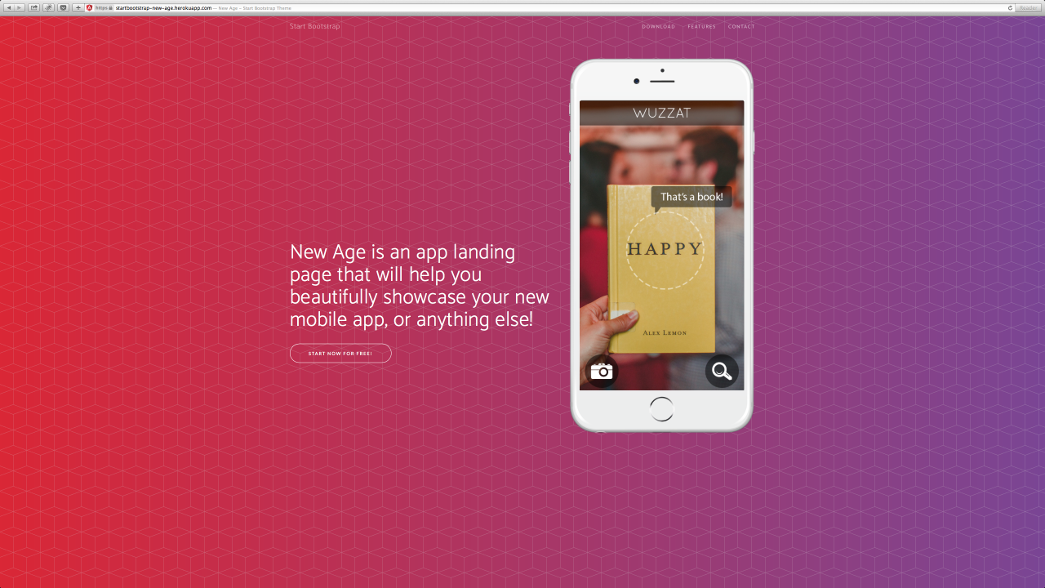 https startbootstrap-new-age.herokuapp.com — New Age - Start Bootstrap Theme
Reader
Start Bootstrap
DOWNLOAD FEATURES CONTACT
WUZZAT
That's a book!
HAPPY
ALEX LEMON
New Age is an app landing
page that will help you
beautifully showcase your new
mobile app, or anything else!
START NOW FOR FREE!